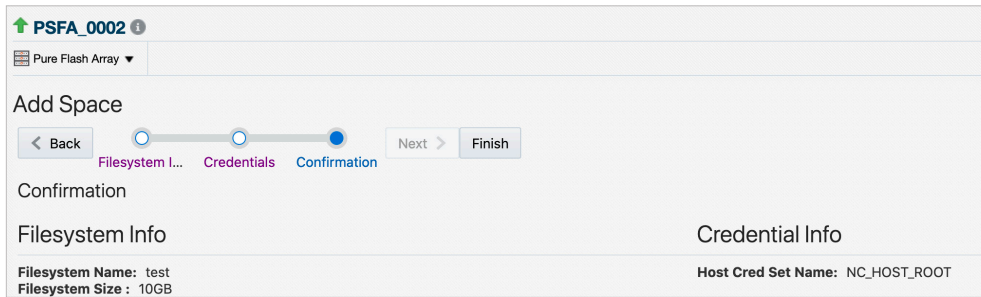 PSFA_0002
Pure Flash Array
Add Space
Back
Filesystem I...
Credentials
Confirmation
Next
Finish
Confirmation
Filesystem Info
Credential Info
Filesystem Name: test
Host Cred Set Name: NC_HOST_ROOT
Filesystem Size : 10GB